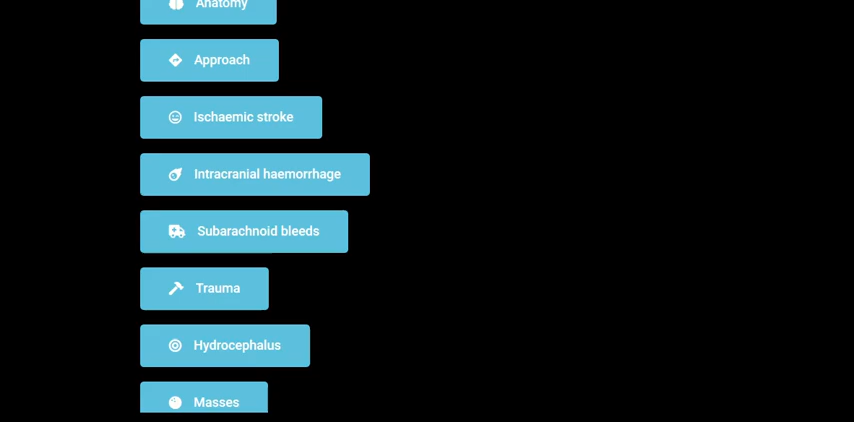 Anatomy
Approach
Ischaemic stroke
Intracranial haemorrhage
Subarachnoid bleeds
Trauma
Hydrocephalus
Masses